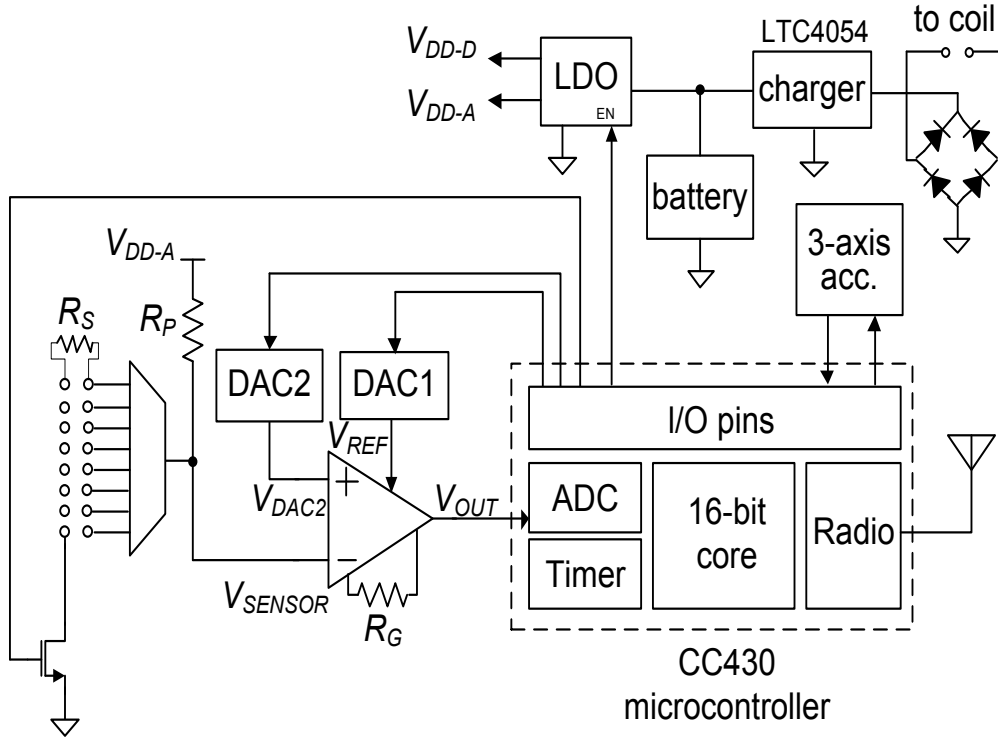 to coil
LTC4054
V_DD-D
LDO
charger
V_DD-A
EN
battery
3-axis
acc.
V_DD-A
R_S
R_P
DAC2
DAC1
I/O pins
V_REF
+
V_DAC2
V_OUT
ADC
16-bit
core
Radio
−
Timer
V_SENSOR
R_G
CC430
microcontroller